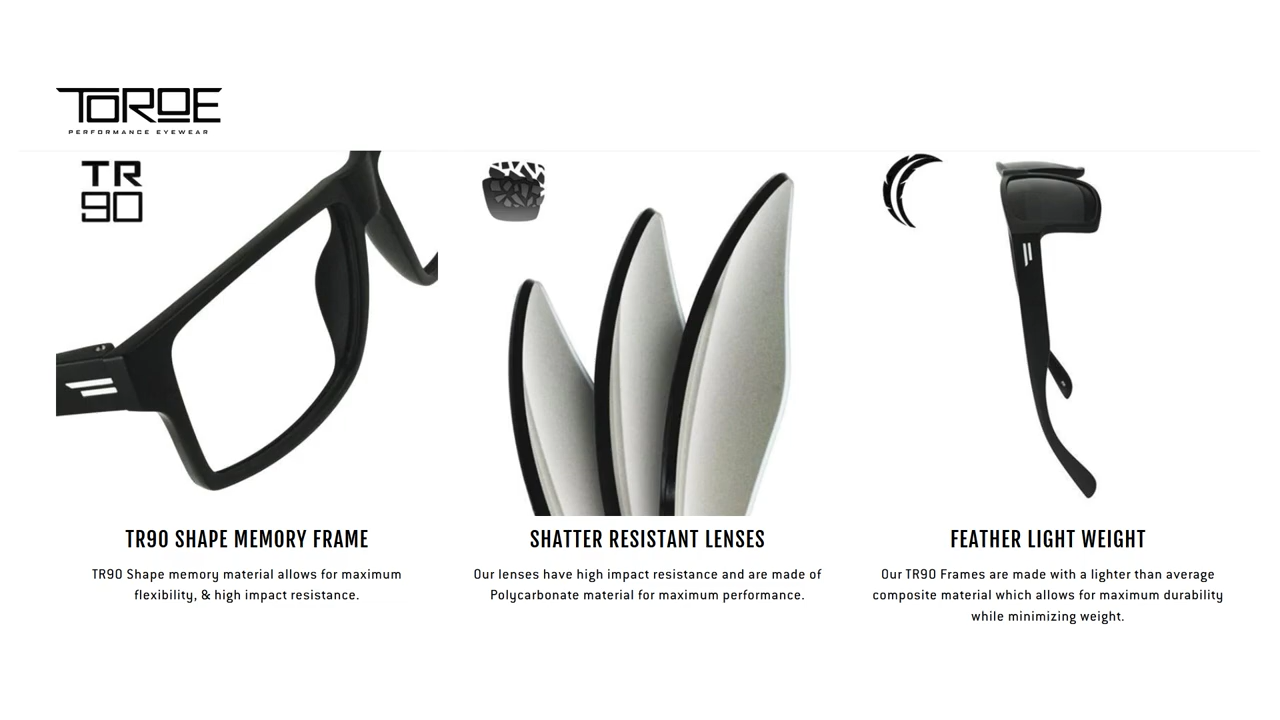 TOROE
PERFORMANCE EYEWEAR
TR
90
TR90 SHAPE MEMORY FRAME
TR90 Shape memory material allows for maximum
flexibility, & high impact resistance.
SHATTER RESISTANT LENSES
Our lenses have high impact resistance and are made of
Polycarbonate material for maximum performance.
FEATHER LIGHT WEIGHT
Our TR90 Frames are made with a lighter than average
composite material which allows for maximum durability
while minimizing weight.